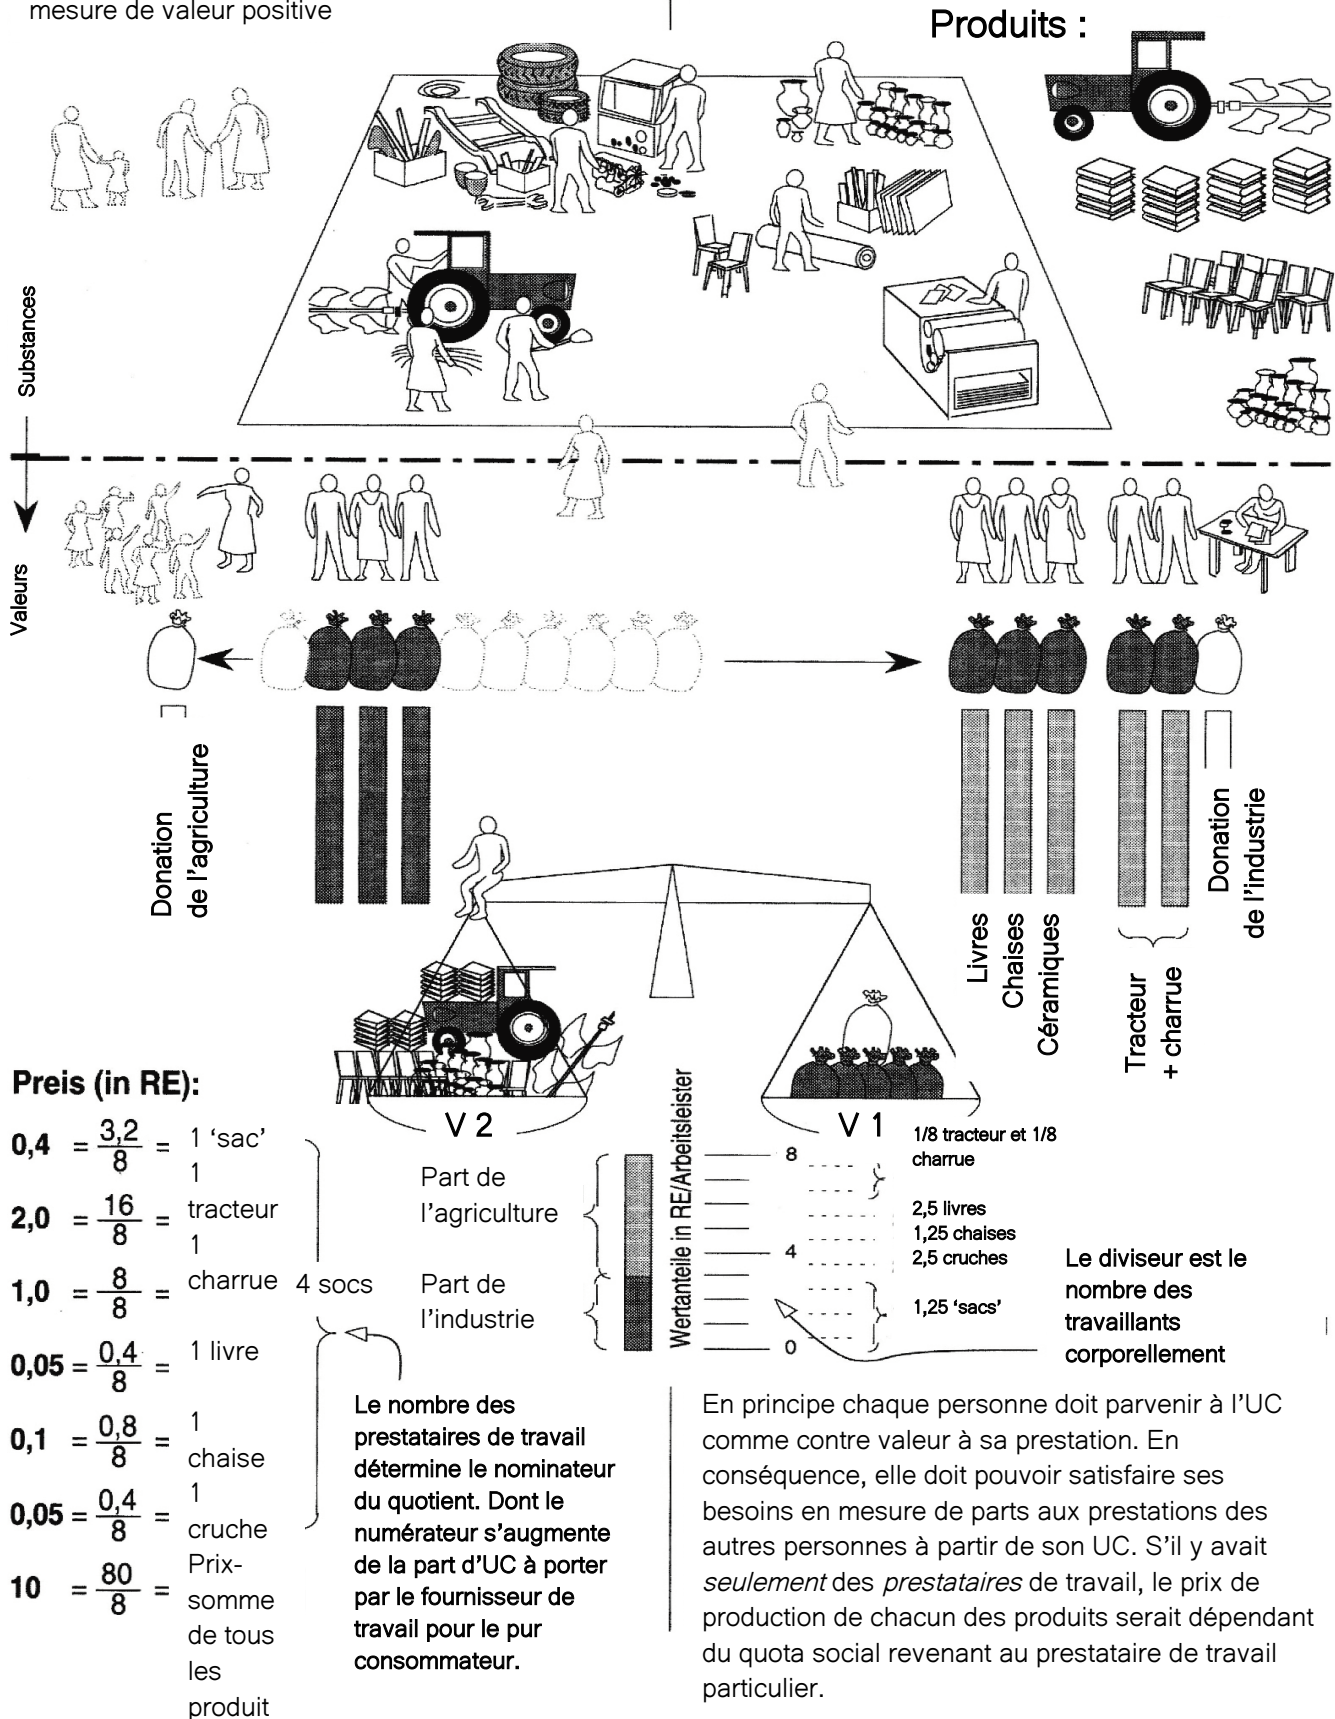 mesure de valeur positive
Produits :
Substances
Valeurs
Donation
de l'agriculture
Livres
Chaises
Céramiques
Tracteur
+ charrue
Donation
de l'industrie
Preis (in RE):
0,4 = 3,2/8 = 1 ‘sac’
2,0 = 16/8 = 1 tracteur
1,0 = 8/8 = 1 charrue
4 socs
0,05 = 0,4/8 = 1 livre
0,1 = 0,8/8 = 1 chaise
0,05 = 0,4/8 = 1 cruche
10 = 80/8 = Prix-
somme
de tous
les
produit
V 2
V 1
Part de
l'agriculture
Part de
l'industrie
Wertanteile in RE/Arbeitsleister
8
4
0
1/8 tracteur et 1/8
charrue
2,5 livres
1,25 chaises
2,5 cruches
1,25 ‘sacs’
Le diviseur est le
nombre des
travaillants
corporellement
Le nombre des
prestataires de travail
détermine le nominateur
du quotient. Dont le
numérateur s'augmente
de la part d'UC à porter
par le fournisseur de
travail pour le pur
consommateur.
En principe chaque personne doit parvenir à l'UC
comme contre valeur à sa prestation. En
conséquence, elle doit pouvoir satisfaire ses
besoins en mesure de parts aux prestations des
autres personnes à partir de son UC. S'il y avait
seulement des prestataires de travail, le prix de
production de chacun des produits serait dépendant
du quota social revenant au prestataire de travail
particulier.